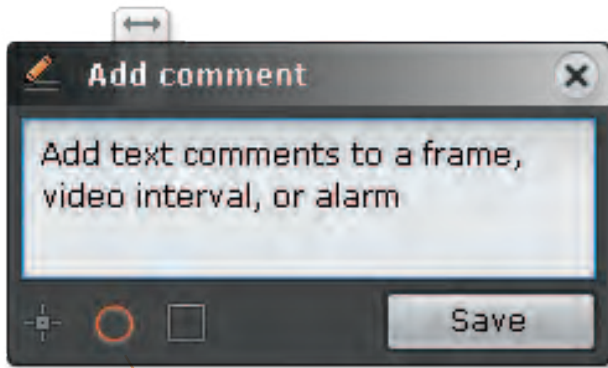 Add comment
Add text comments to a frame,
video interval, or alarm
Save